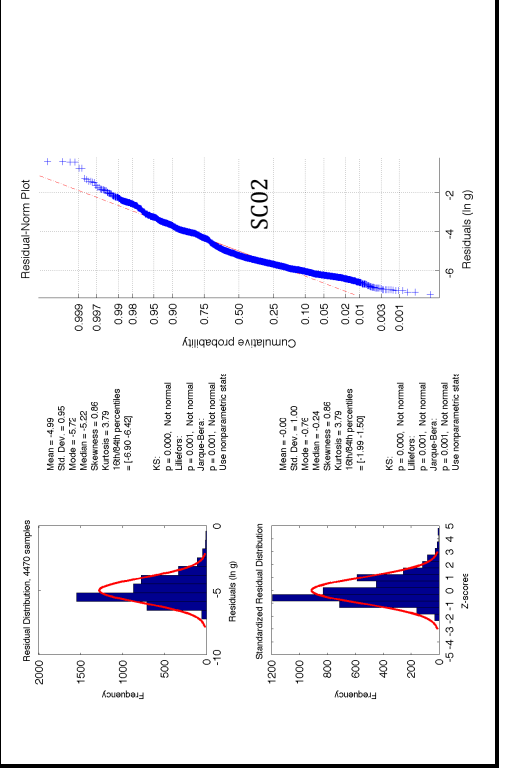 Residual Distribution, 4470 samples
2000
1500
1000
500
0
Frequency
-10
-5
0
Residuals (ln g)
Mean = -4.99
Std. Dev. = 0.95
Mode = -5.72
Median = -5.22
Skewness = 0.86
Kurtosis = 3.79
16th/84th percentiles
= [-6.90 -6.42]
KS:
p = 0.000, Not normal
Lillefors:
p = 0.001, Not normal
Jarque-Bera:
p = 0.001, Not normal
Use nonparametric stats
Standardized Residual Distribution
1200
1000
800
600
400
200
0
Frequency
-5 -4 -3 -2 -1 0 1 2 3 4 5
Z-scores
Mean = -0.00
Std. Dev. = 1.00
Mode = -0.76
Median = -0.24
Skewness = 0.86
Kurtosis = 3.79
16th/84th percentiles
= [-1.99 -1.50]
KS:
p = 0.000, Not normal
Lillefors:
p = 0.001, Not normal
Jarque-Bera:
p = 0.001, Not normal
Use nonparametric stats
Residual-Norm Plot
0.999
0.997
0.99
0.98
0.95
0.90
0.75
0.50
0.25
0.10
0.05
0.02
0.01
0.003
0.001
Cumulative probability
SC02
-6
-4
-2
Residuals (ln g)